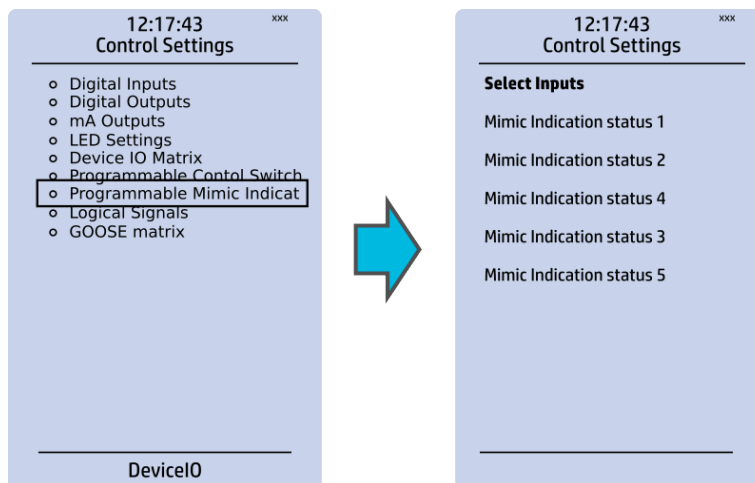 12:17:43
xxx
Control Settings
Digital Inputs
Digital Outputs
mA Outputs
LED Settings
Device IO Matrix
Programmable Contol Switch
Programmable Mimic Indicat
Logical Signals
GOOSE matrix
DeviceIO
12:17:43
xxx
Control Settings
Select Inputs
Mimic Indication status 1
Mimic Indication status 2
Mimic Indication status 4
Mimic Indication status 3
Mimic Indication status 5